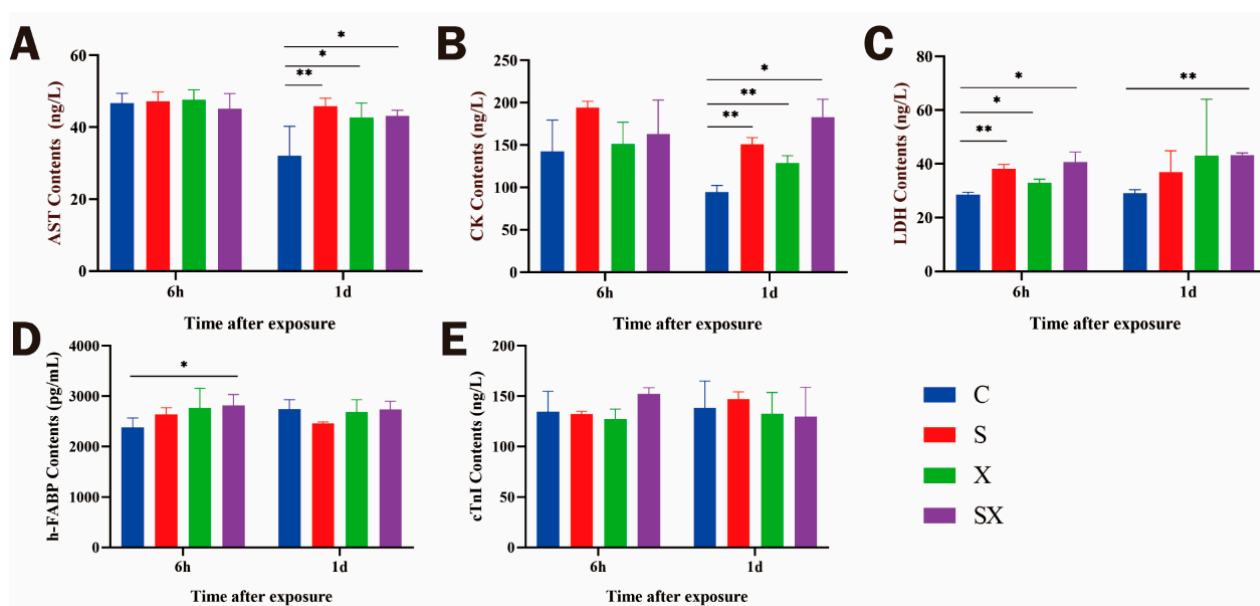 A
AST Contents (ng/L)
60
40
20
0
** * *
6h 1d
Time after exposure
B
CK Contents (ng/L)
250
200
150
100
50
0
** ** *
6h 1d
Time after exposure
C
LDH Contents (ng/L)
80
60
40
20
0
** * * **
6h 1d
Time after exposure
D
h-FABP Contents (pg/mL)
4000
3000
2000
1000
0
*
6h 1d
Time after exposure
E
cTnI Contents (ng/L)
200
150
100
50
0
6h 1d
Time after exposure
C
S
X
SX